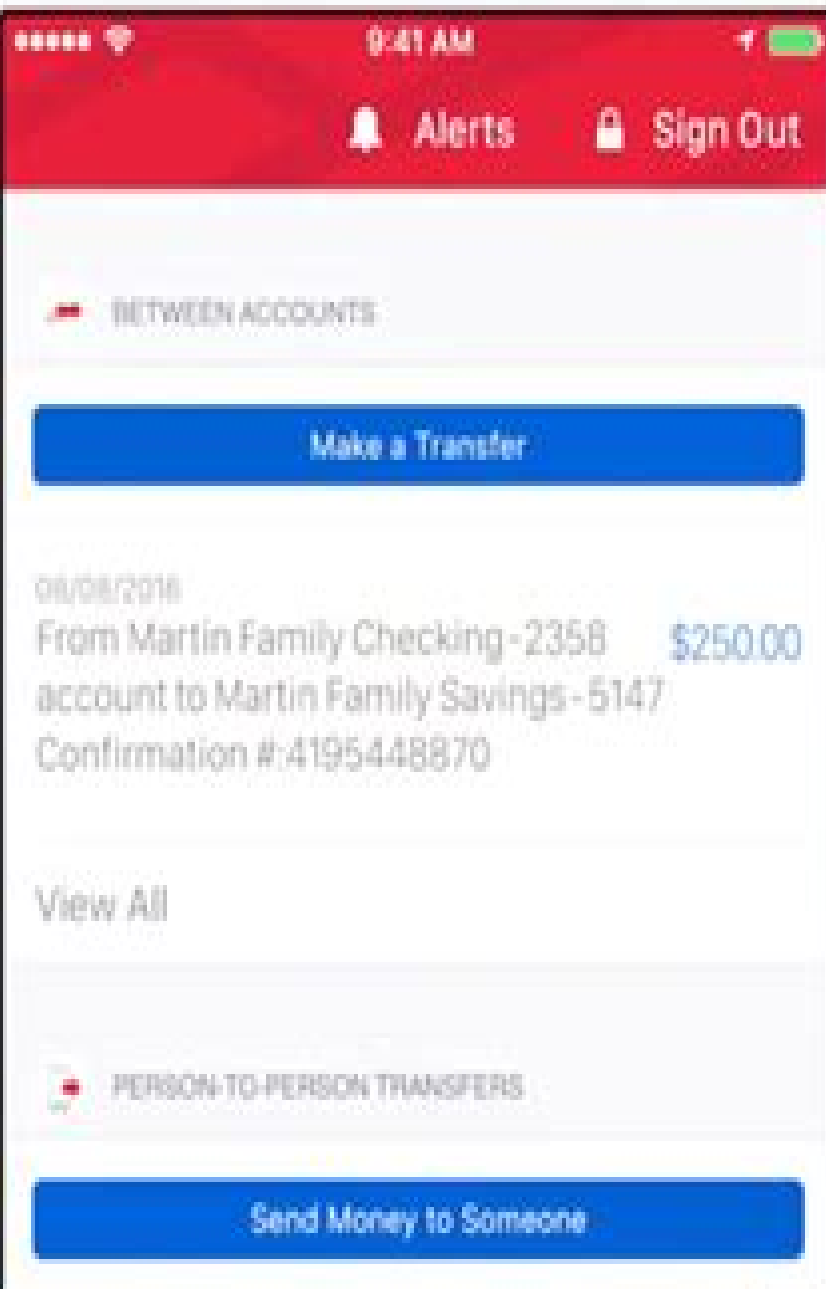 9:41 AM
Alerts
Sign Out
BETWEEN ACCOUNTS
Make a Transfer
08/08/2016
From Martin Family Checking - 2358
$250.00
account to Martin Family Savings - 5147
Confirmation #:4195448870
View All
PERSON-TO-PERSON TRANSFERS
Send Money to Someone